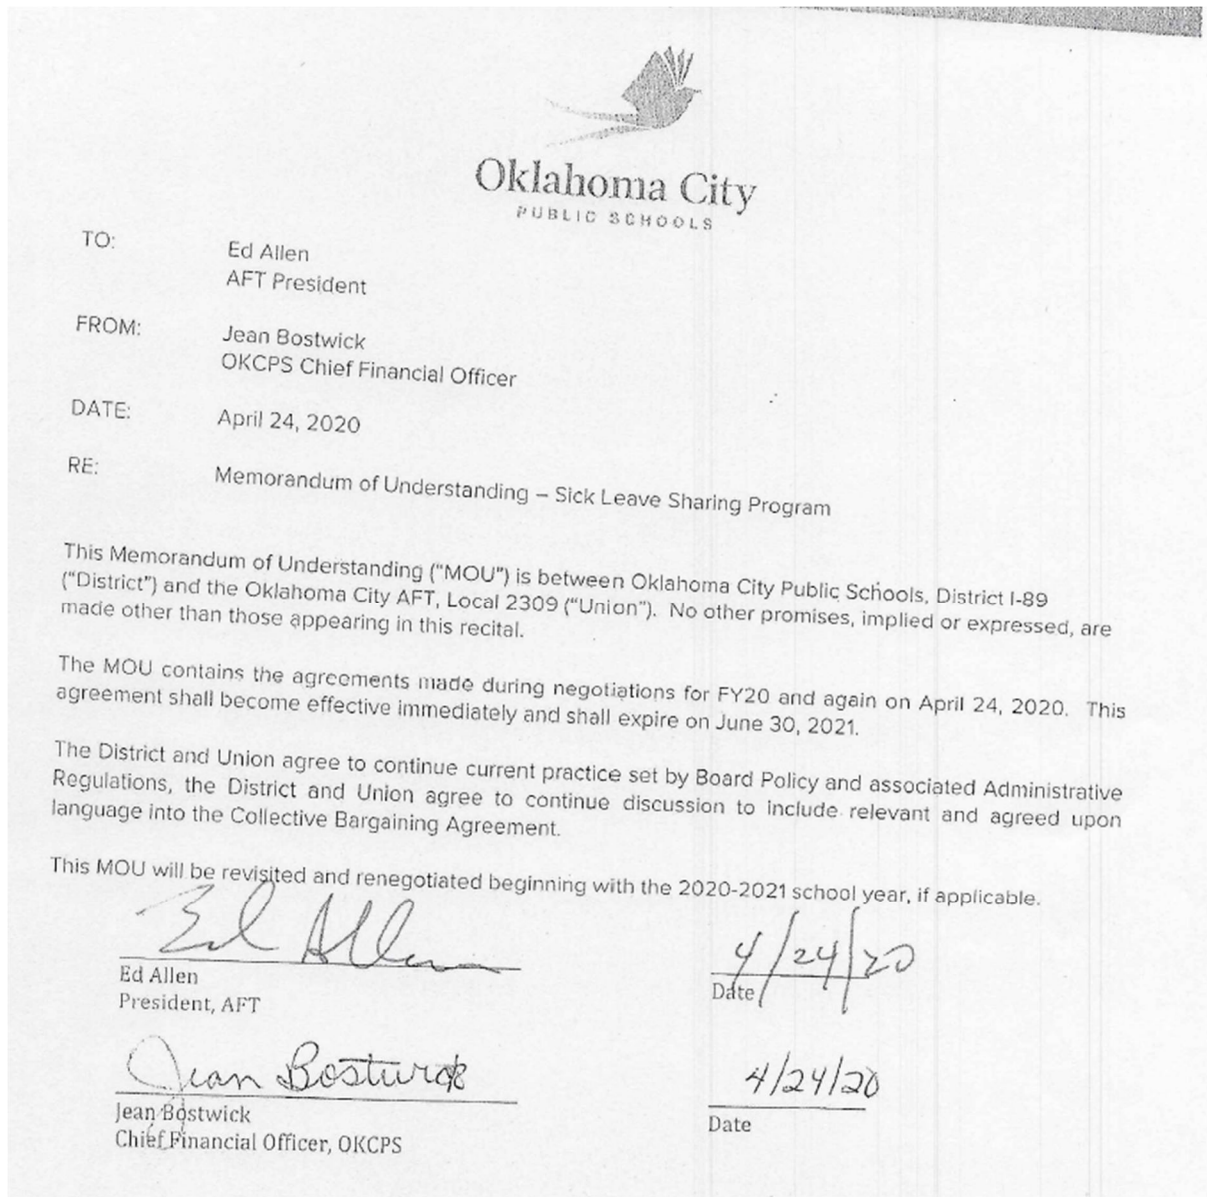 Oklahoma City
PUBLIC SCHOOLS
TO: Ed Allen
AFT President
FROM: Jean Bostwick
OKCPS Chief Financial Officer
DATE: April 24, 2020
RE: Memorandum of Understanding – Sick Leave Sharing Program
This Memorandum of Understanding ("MOU") is between Oklahoma City Public Schools, District I-89
("District") and the Oklahoma City AFT, Local 2309 ("Union"). No other promises, implied or expressed, are
made other than those appearing in this recital.
The MOU contains the agreements made during negotiations for FY20 and again on April 24, 2020. This
agreement shall become effective immediately and shall expire on June 30, 2021.
The District and Union agree to continue current practice set by Board Policy and associated Administrative
Regulations, the District and Union agree to continue discussion to include relevant and agreed upon
language into the Collective Bargaining Agreement.
This MOU will be revisited and renegotiated beginning with the 2020-2021 school year, if applicable.
Ed Allen 4/24/20
Ed Allen Date
President, AFT
Jean Bostwick 4/24/20
Jean Bostwick Date
Chief Financial Officer, OKCPS